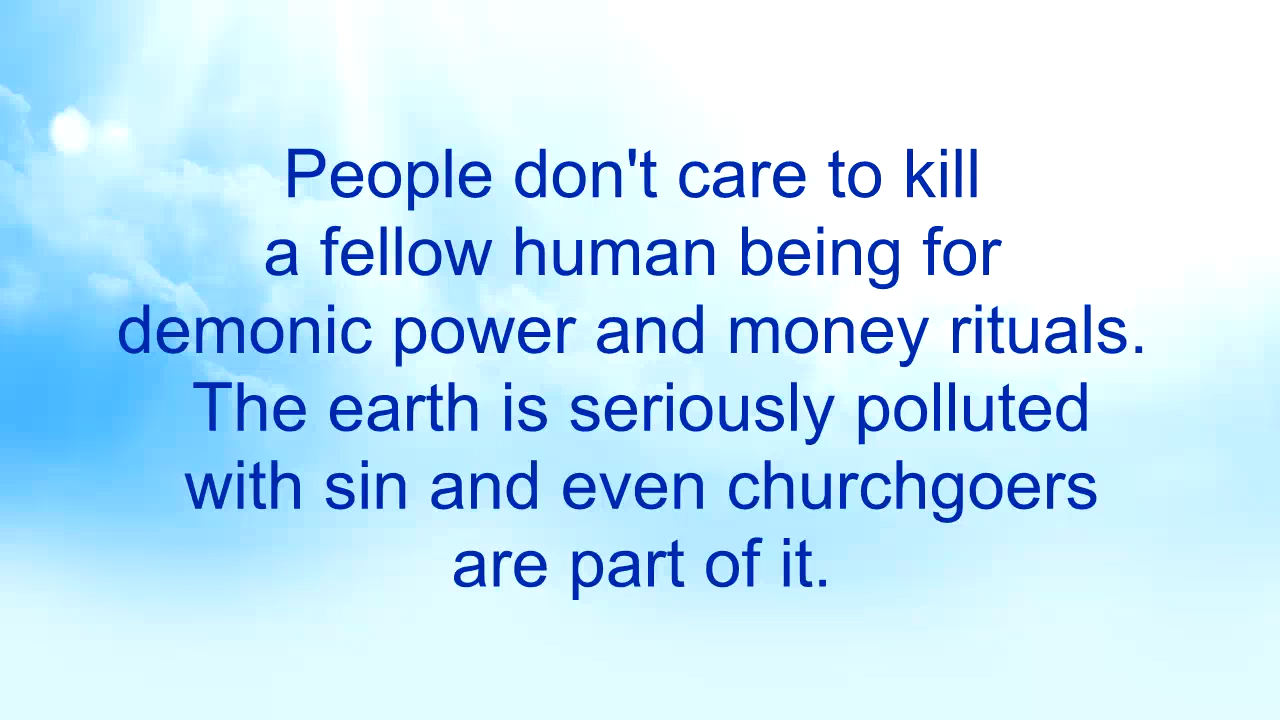 People don't care to kill
a fellow human being for
demonic power and money rituals.
The earth is seriously polluted
with sin and even churchgoers
are part of it.